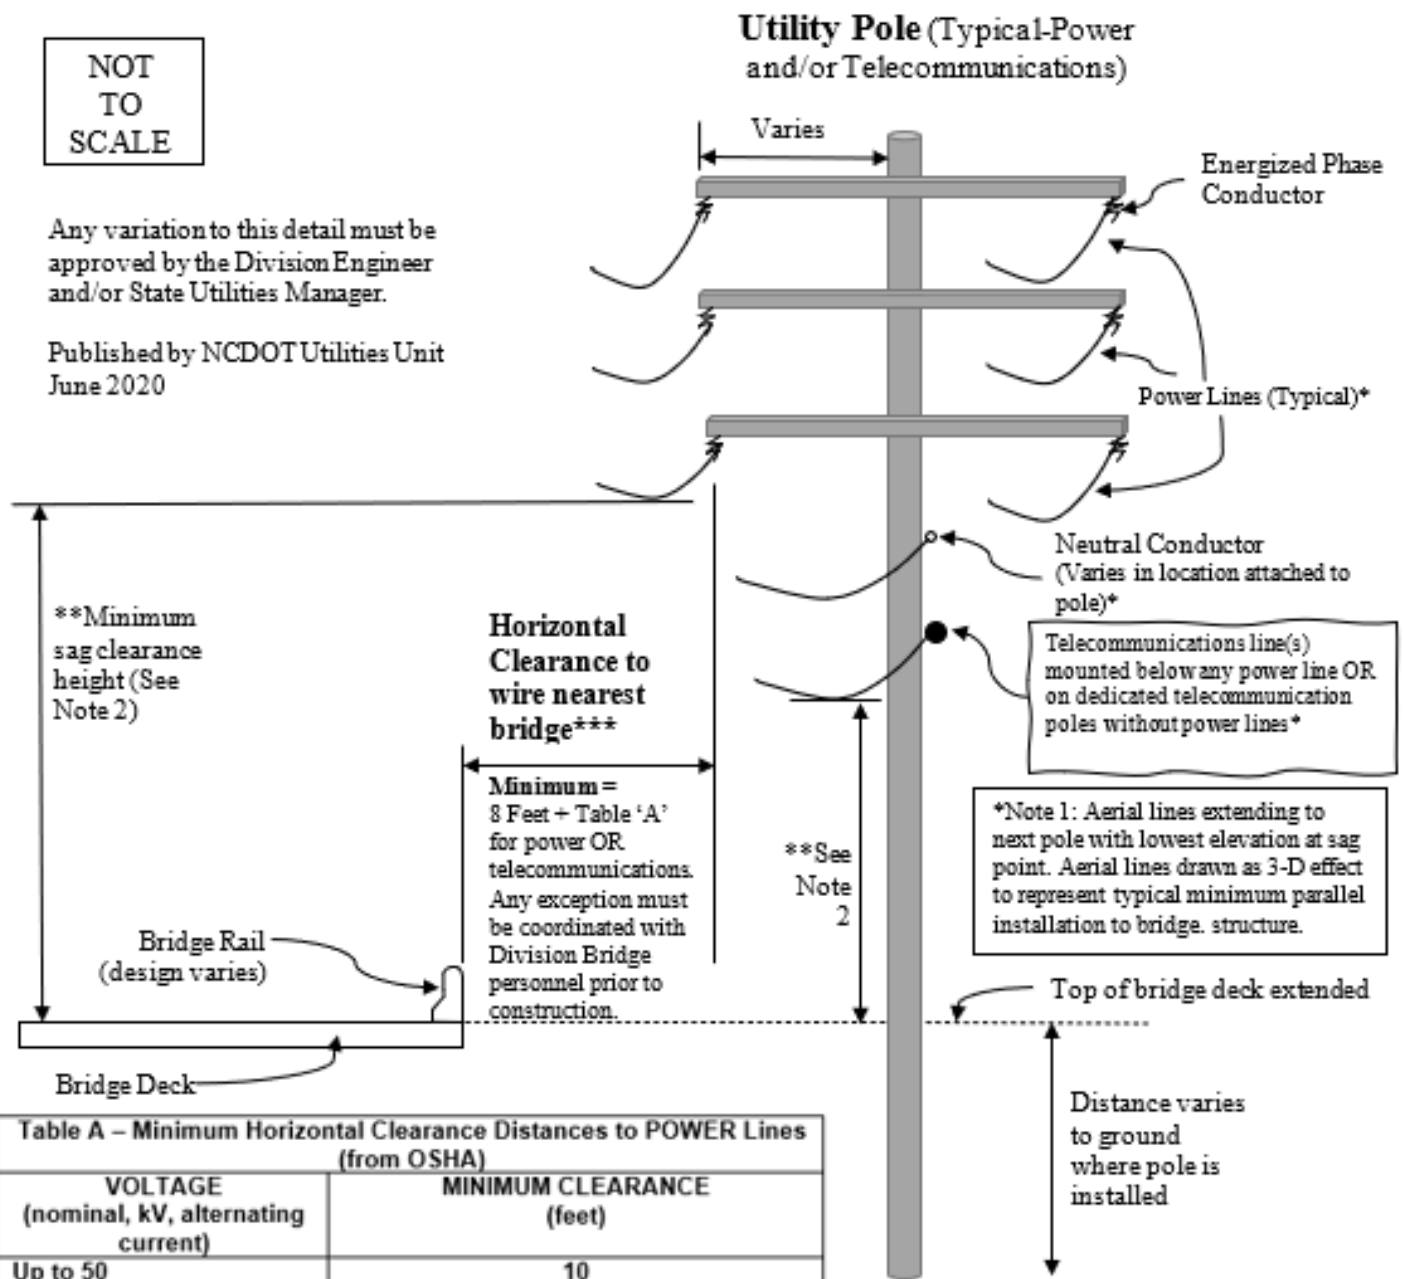 Utility Pole (Typical-Power
and/or Telecommunications)
NOT
TO
SCALE
Varies
Energized Phase
Conductor
Any variation to this detail must be
approved by the Division Engineer
and/or State Utilities Manager.
Published by NCDOT Utilities Unit
June 2020
Power Lines (Typical)*
Neutral Conductor
(Varies in location attached to
pole)*
**Minimum
sag clearance
height (See
Note 2)
Horizontal
Clearance to
wire nearest
bridge***
Telecommunications line(s)
mounted below any power line OR
on dedicated telecommunication
poles without power lines*
Minimum =
8 Feet + Table ‘A’
for power OR
telecommunications.
Any exception must
be coordinated with
Division Bridge
personnel prior to
construction.
**See
Note
2
*Note 1: Aerial lines extending to
next pole with lowest elevation at sag
point. Aerial lines drawn as 3-D effect
to represent typical minimum parallel
installation to bridge. structure.
Bridge Rail
(design varies)
Top of bridge deck extended
Bridge Deck
Distance varies
to ground
where pole is
installed
Table A – Minimum Horizontal Clearance Distances to POWER Lines
(from OSHA)
VOLTAGE
(nominal, kV, alternating
current)
MINIMUM CLEARANCE
(feet)
Up to 50
10